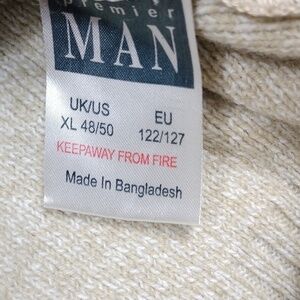 premier
MAN
UK/US EU
XL 48/50 122/127
KEEPAWAY FROM FIRE
Made In Bangladesh